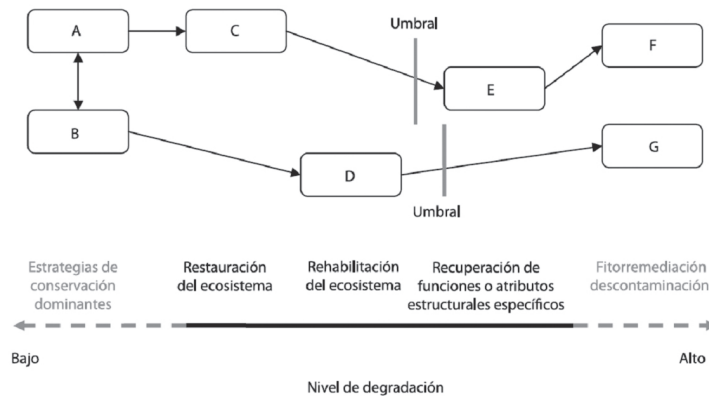 A
C
Umbral
F
E
B
D
G
Umbral
Estrategias de
conservación
dominantes
Restauración
del ecosistema
Rehabilitación
del ecosistema
Recuperación de
funciones o atributos
estructurales específicos
Fitorremediación
descontaminación
Bajo
Alto
Nivel de degradación